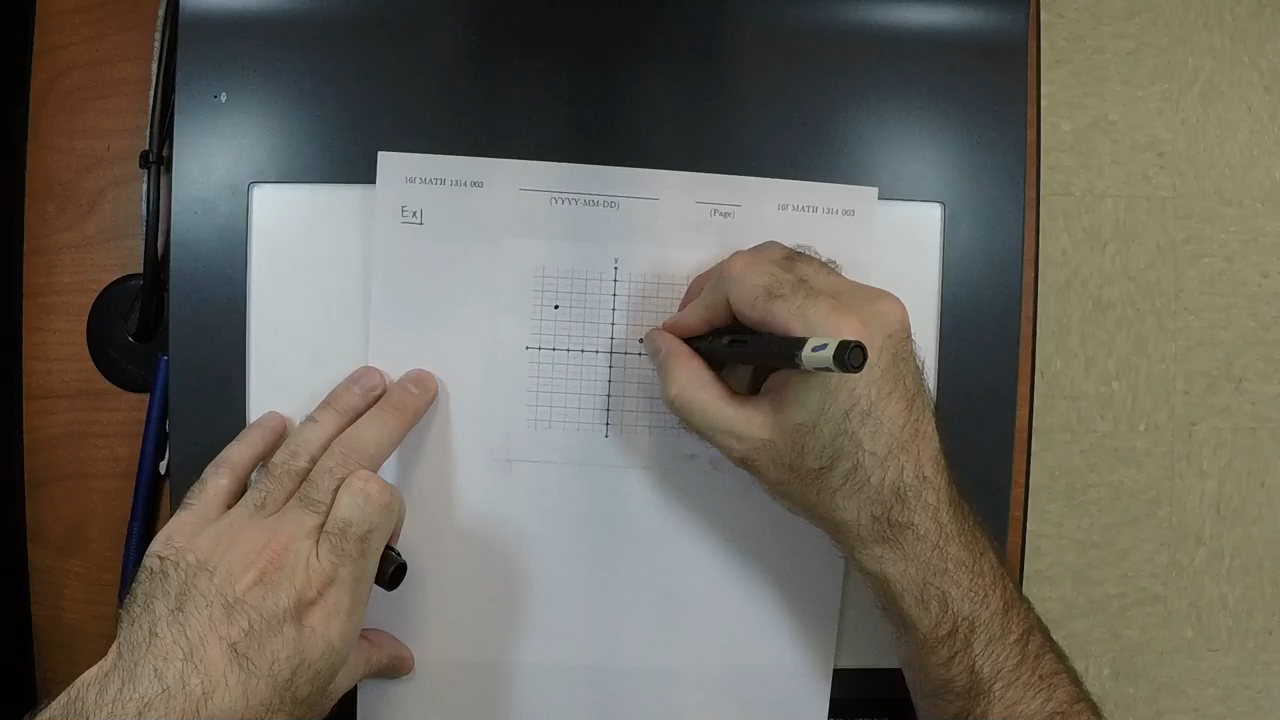 16f MATH 1314 003
(YYYY-MM-DD)
(Page)
16f MATH 1314 003
Ex
y